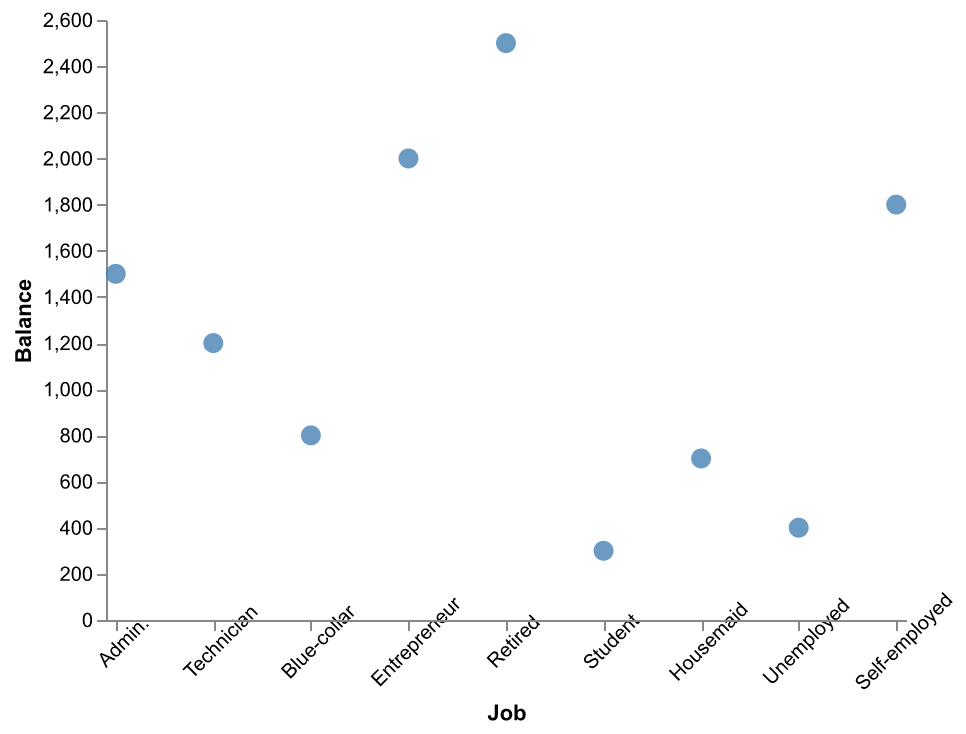 2,600
2,400
2,200
2,000
1,800
1,600
1,400
1,200
1,000
800
600
400
200
0
Balance
Admin.
Technician
Blue-collar
Entrepreneur
Retired
Student
Housemaid
Unemployed
Self-employed
Job